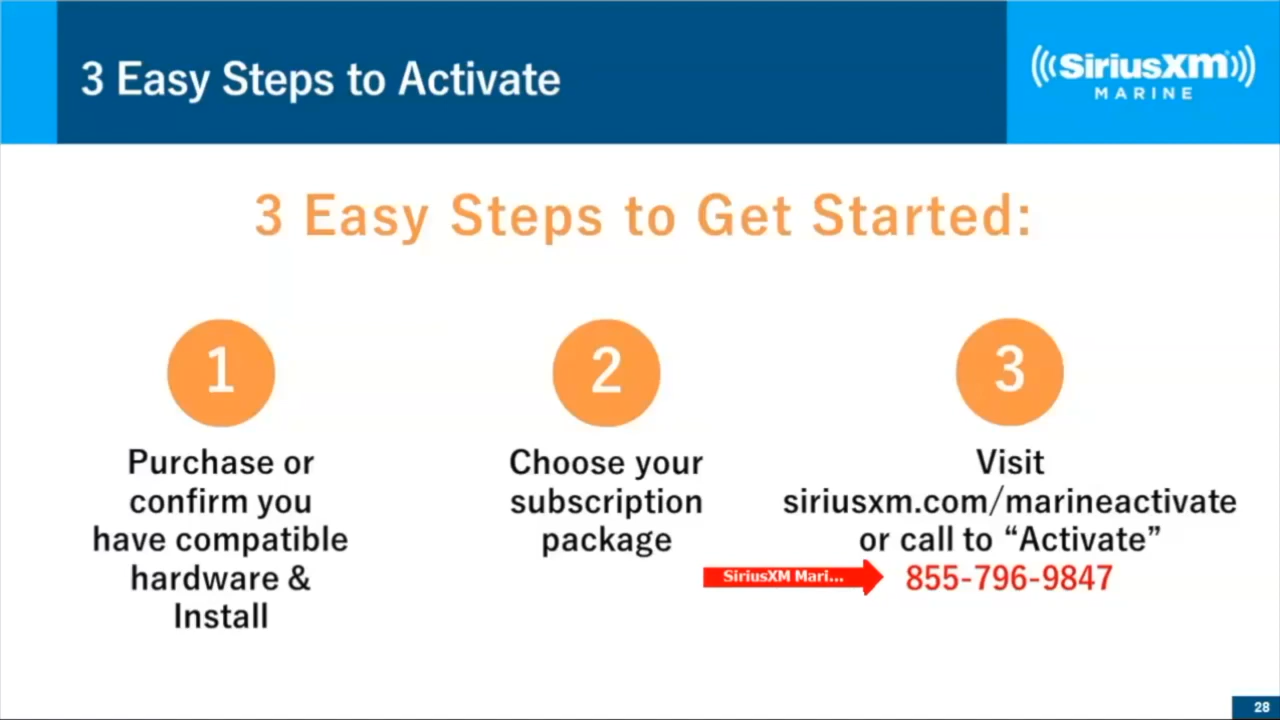 3 Easy Steps to Activate
SiriusXM
MARINE
3 Easy Steps to Get Started:
1
Purchase or
confirm you
have compatible
hardware &
Install
2
Choose your
subscription
package
3
Visit
siriusxm.com/marineactivate
or call to “Activate”
SiriusXM Mari...
855-796-9847
28